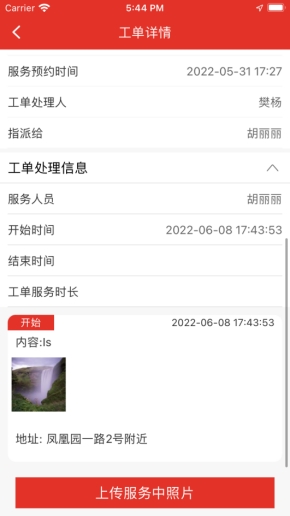 Carrier 5:44 PM
工单详情
服务预约时间 2022-05-31 17:27
工单处理人 樊杨
指派给 胡丽丽
工单处理信息
服务人员 胡丽丽
开始时间 2022-06-08 17:43:53
结束时间
工单服务时长
开始 2022-06-08 17:43:53
内容:ls
地址: 凤凰园一路2号附近
上传服务中照片